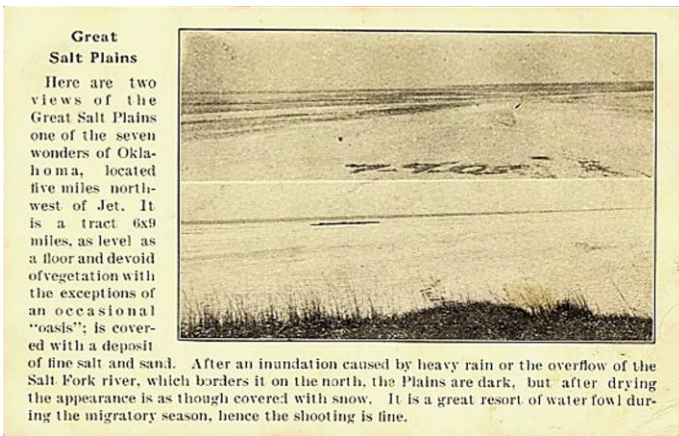 Great
Salt Plains
Here are two
views of the
Great Salt Plains
one of the seven
wonders of Okla-
homa, located
five miles north-
west of Jet. It
is a tract 6x9
miles, as level as
a floor and devoid
of vegetation with
the exceptions of
an occasional
"oasis"; is cover-
ed with a deposit
of fine salt and sand. After an inundation caused by heavy rain or the overflow of the
Salt Fork river, which borders it on the north, the Plains are dark, but after drying
the appearance is as though covered with snow. It is a great resort of water fowl dur-
ing the migratory season, hence the shooting is fine.